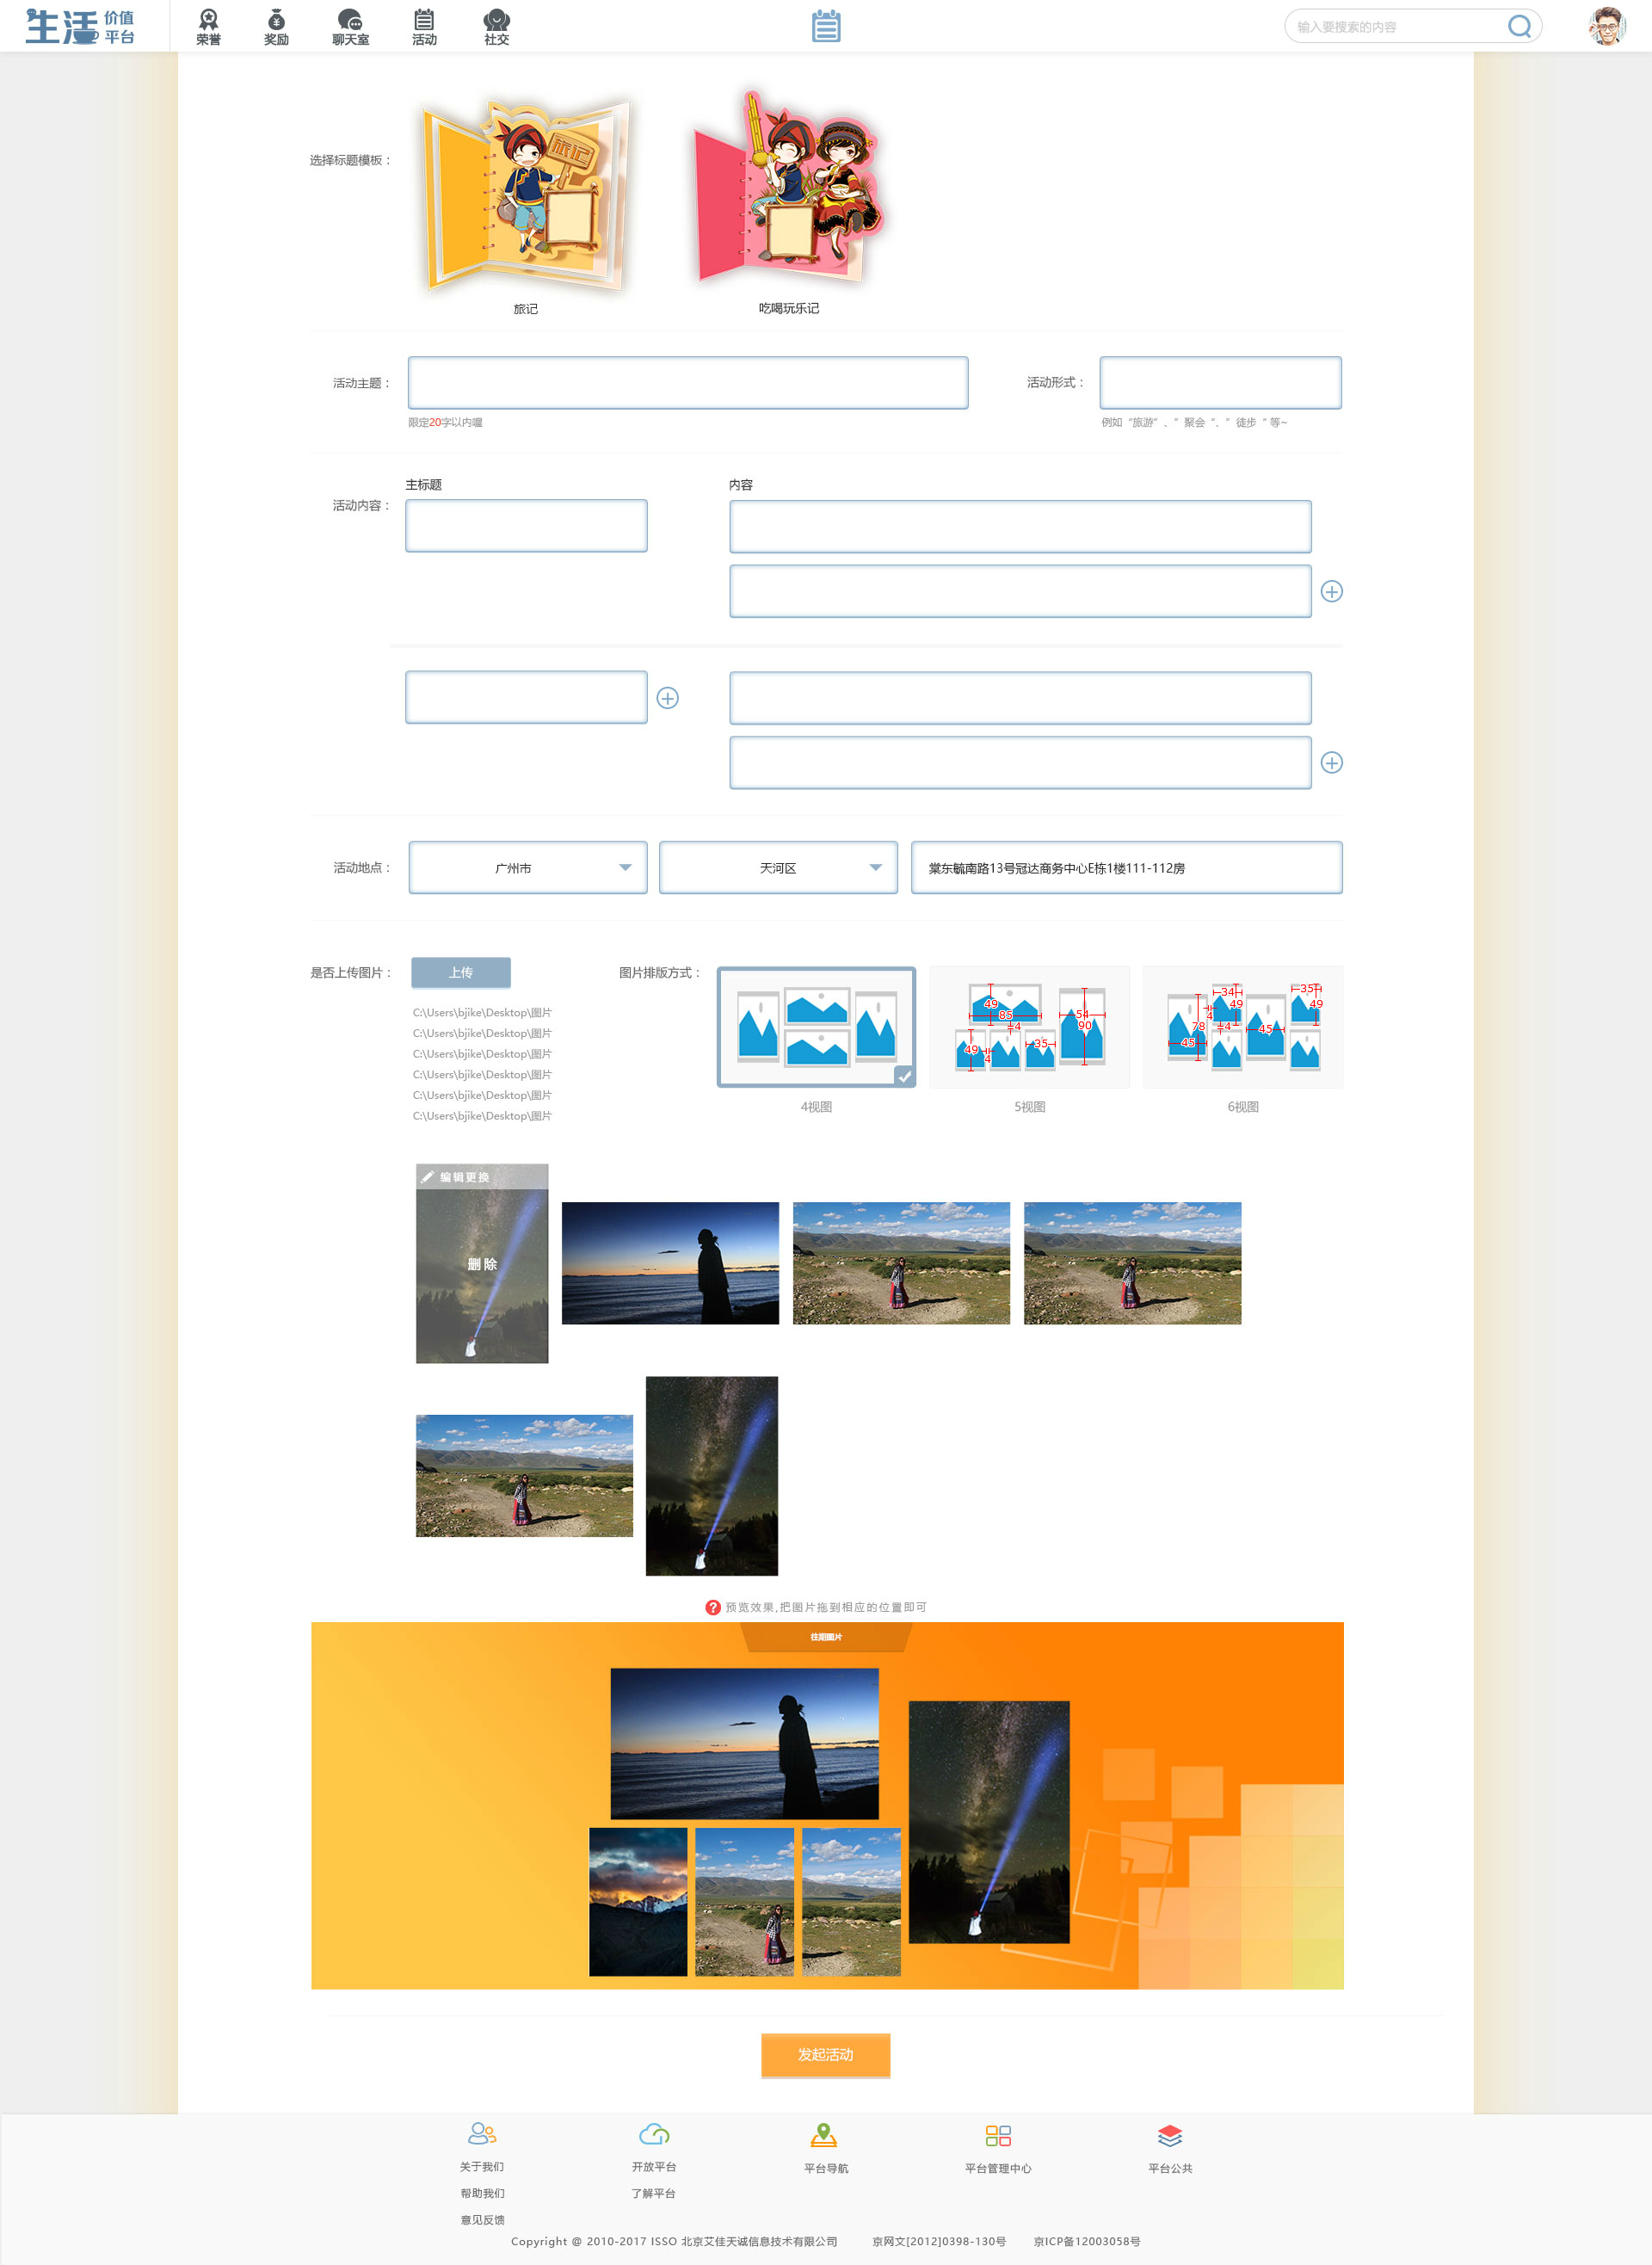 生活 价值平台
荣誉 奖励 聊天室 活动 社交
输入要搜索的内容
选择标题模板：
旅记
旅记 吃喝玩乐记
活动主题： 活动形式：
限定20字以内喔 例如“旅游”、”聚会“、”徒步 ”等~
主标题 内容
活动内容：
活动地点： 广州市 天河区 棠东毓南路13号冠达商务中心E栋1楼111-112房
是否上传图片： 上传 图片排版方式：
C:\Users\bjike\Desktop\图片
C:\Users\bjike\Desktop\图片
C:\Users\bjike\Desktop\图片
C:\Users\bjike\Desktop\图片
C:\Users\bjike\Desktop\图片
C:\Users\bjike\Desktop\图片
49 85 4 54 90 49 4 35
34 49 35 49 4 78 4 45 45
4视图 5视图 6视图
编辑更换
删除
预览效果,把图片拖到相应的位置即可
往期图片
发起活动
关于我们 开放平台 平台导航 平台管理中心 平台公共
帮助我们 了解平台
意见反馈
Copyright @ 2010-2017 ISSO 北京艾佳天诚信息技术有限公司 京网文[2012]0398-130号 京ICP备12003058号